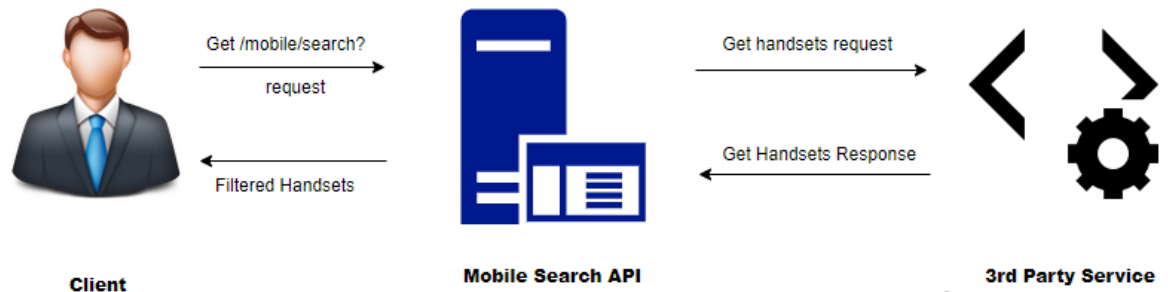 Get /mobile/search?
request
Filtered Handsets
Client
Mobile Search API
Get handsets request
Get Handsets Response
3rd Party Service